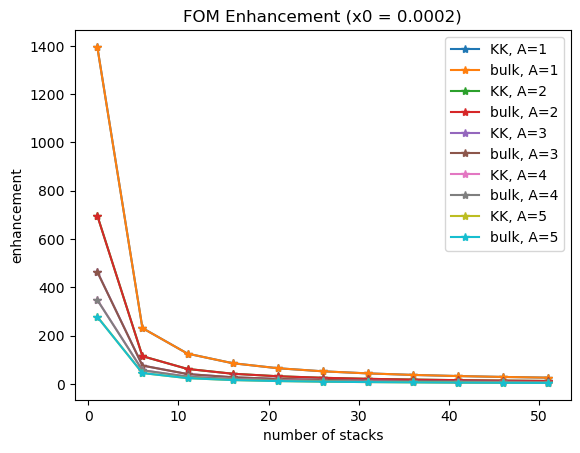 FOM Enhancement (x0 = 0.0002)
enhancement
1400
1200
1000
800
600
400
200
0
KK, A=1
bulk, A=1
KK, A=2
bulk, A=2
KK, A=3
bulk, A=3
KK, A=4
bulk, A=4
KK, A=5
bulk, A=5
0 10 20 30 40 50
number of stacks